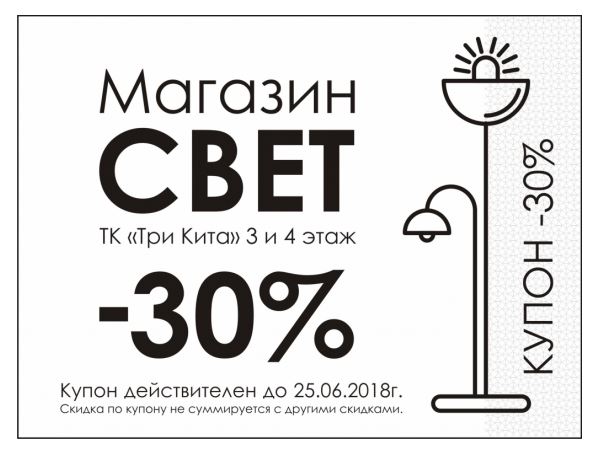 Магазин
СВЕТ
ТК «Три Кита» 3 и 4 этаж
-30%
Купон действителен до 25.06.2018г.
Скидка по купону не суммируется с другими скидками.
КУПОН -30%